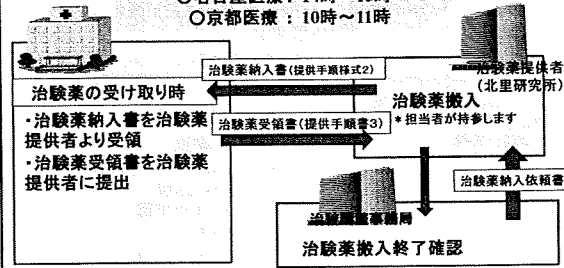 ○京都医療 : 10時～11時
治験薬納入書(提供手順様式2)
治験薬提供者
(北里研究所)
治験薬の受け取り時
・治験薬納入書を治験薬
提供者より受領
・治験薬受領書を治験薬
提供者に提出
治験薬受領書(提供手順書3)
治験薬搬入
*担当者が持参します
治験薬納入依頼書
事務局
治験薬搬入終了確認